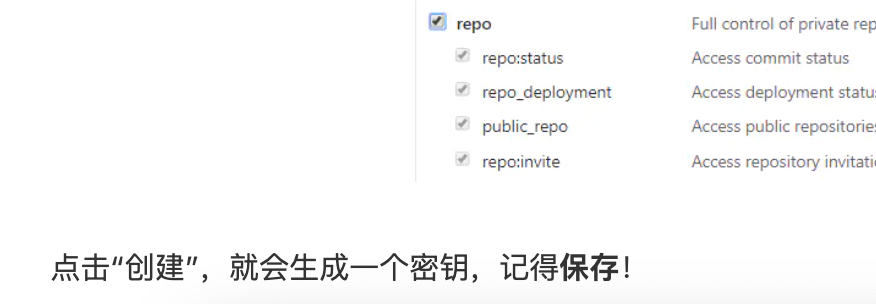 repo Full control of private rep
repo:status Access commit status
repo_deployment Access deployment statu
public_repo Access public repositorie
repo:invite Access repository invitati
点击“创建”，就会生成一个密钥，记得保存！